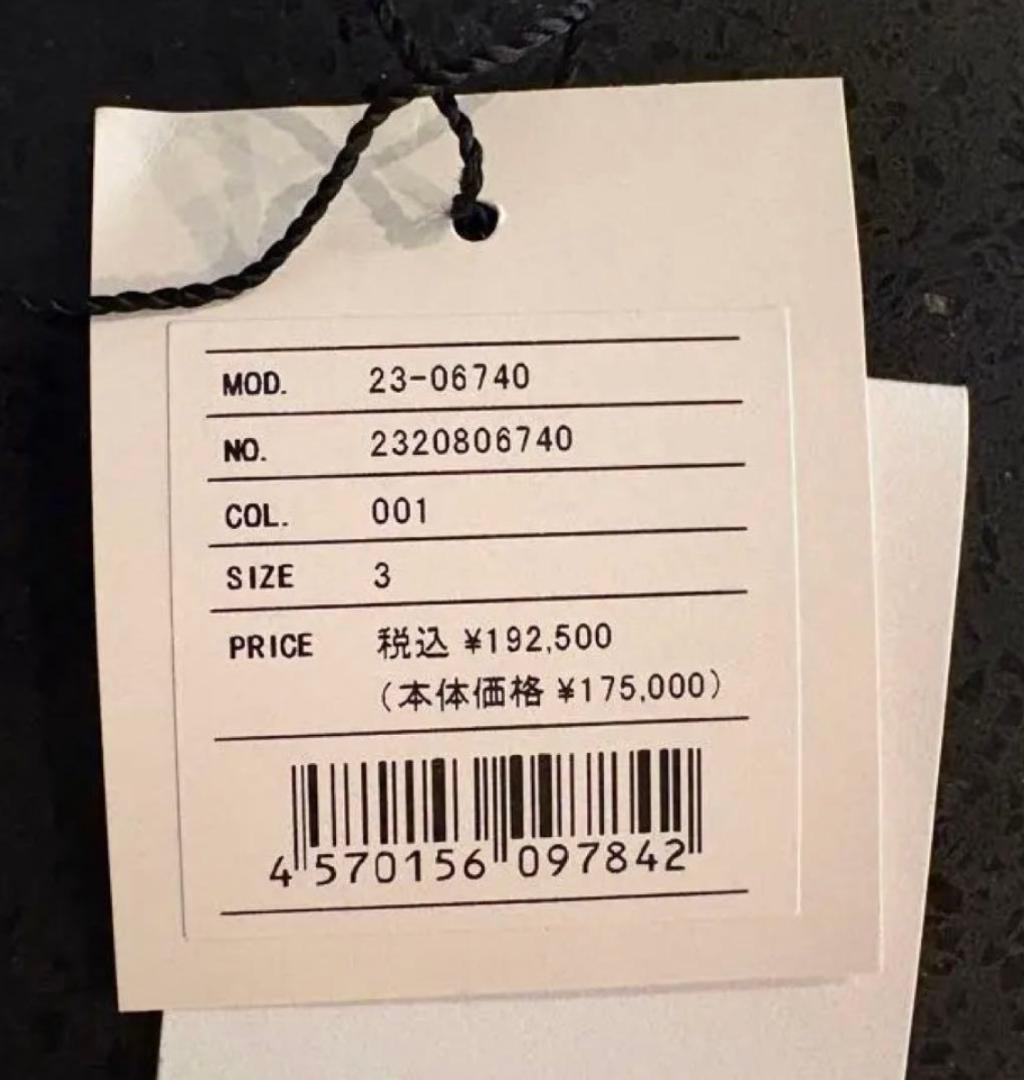 MOD. 23-06740
NO. 2320806740
COL. 001
SIZE 3
PRICE 税込 ¥192,500
(本体価格 ¥175,000)
4 570156 097842